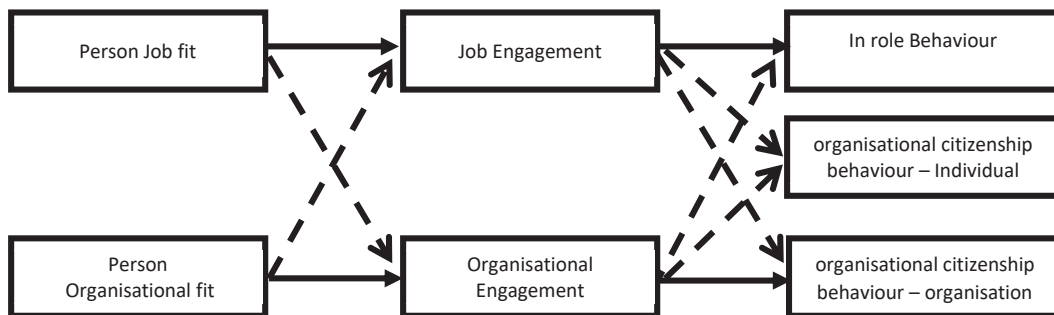 Person Job fit
Job Engagement
In role Behaviour
organisational citizenship
behaviour – Individual
Person
Organisational fit
Organisational
Engagement
organisational citizenship
behaviour – organisation